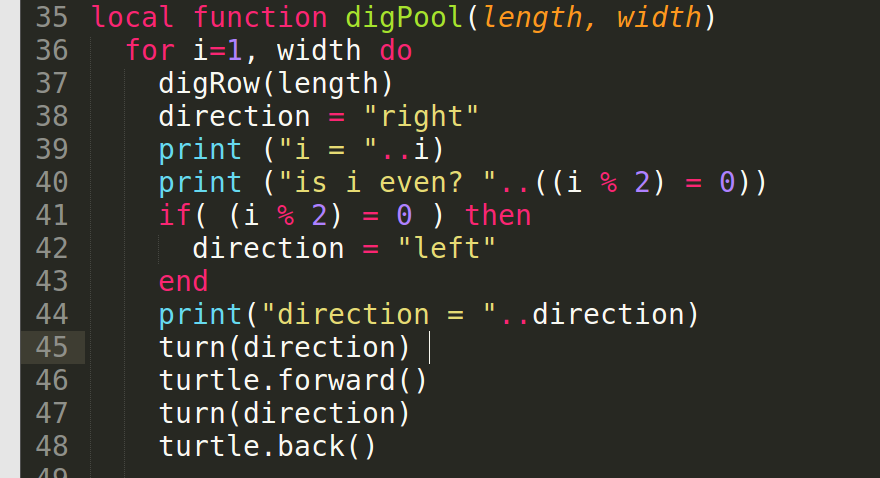 35 local function digPool(length, width)
36 for i=1, width do
37 digRow(length)
38 direction = "right"
39 print ("i = "..i)
40 print ("is i even? "..((i % 2) = 0))
41 if( (i % 2) = 0 ) then
42 direction = "left"
43 end
44 print("direction = "..direction)
45 turn(direction)
46 turtle.forward()
47 turn(direction)
48 turtle.back()
49